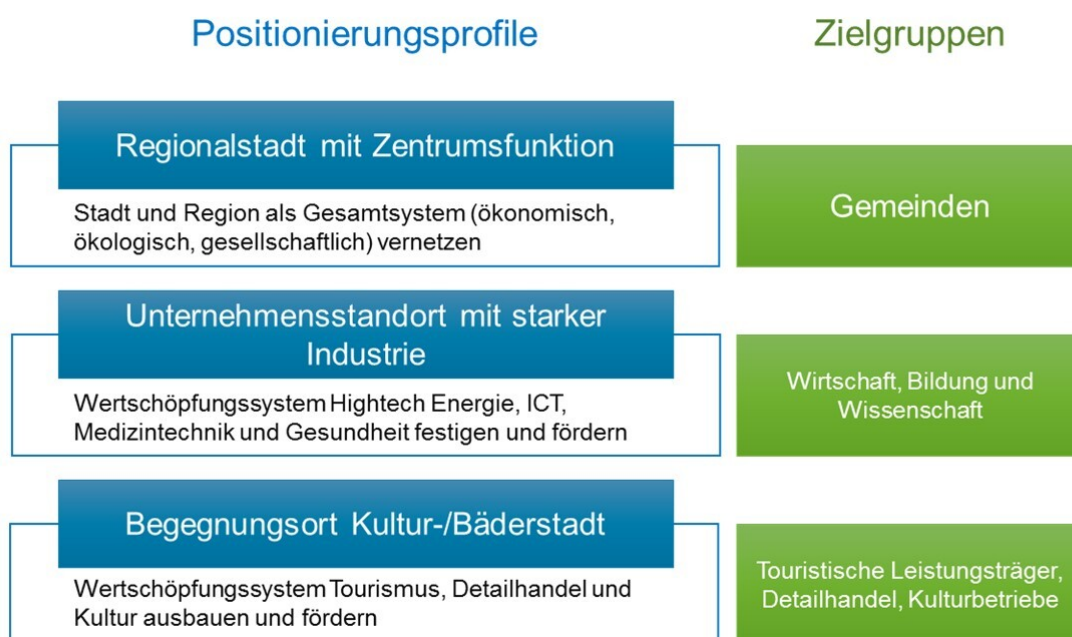 Positionierungsprofile
Zielgruppen
Regionalstadt mit Zentrumsfunktion
Stadt und Region als Gesamtsystem (ökonomisch,
ökologisch, gesellschaftlich) vernetzen
Gemeinden
Unternehmensstandort mit starker
Industrie
Wertschöpfungssystem Hightech Energie, ICT,
Medizintechnik und Gesundheit festigen und fördern
Wirtschaft, Bildung und
Wissenschaft
Begegnungsort Kultur-/Bäderstadt
Wertschöpfungssystem Tourismus, Detailhandel und
Kultur ausbauen und fördern
Touristische Leistungsträger,
Detailhandel, Kulturbetriebe